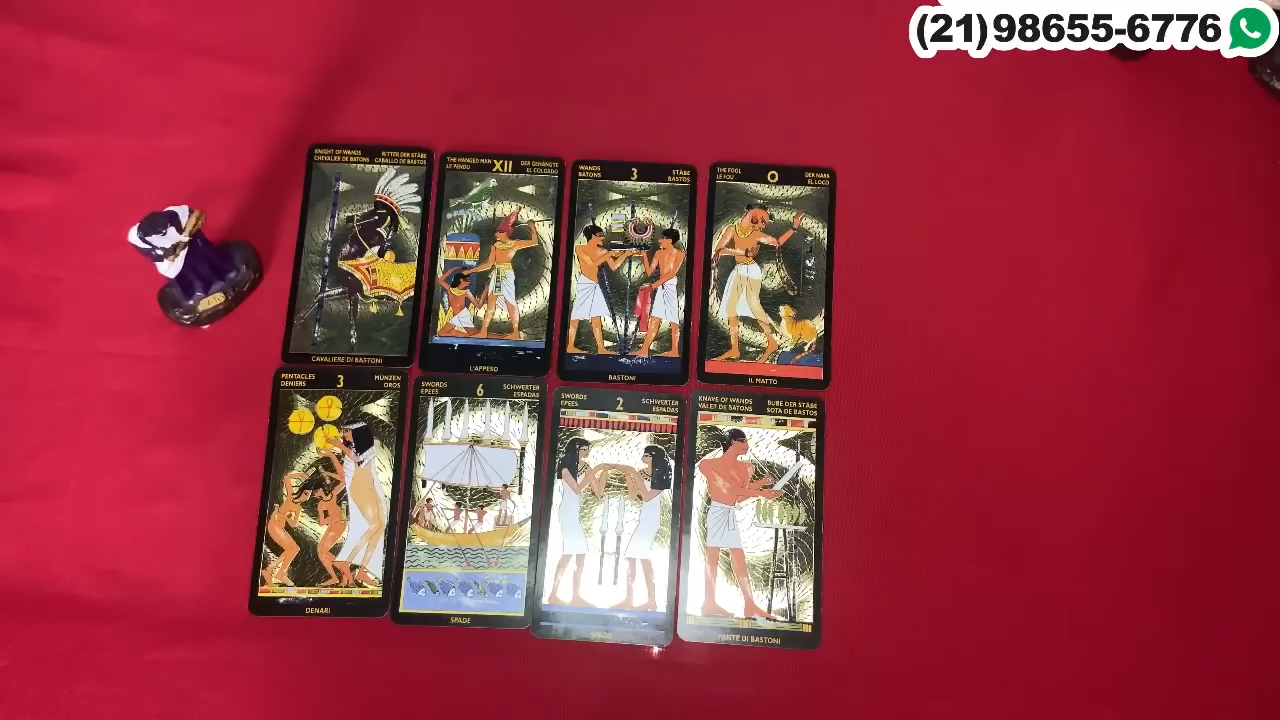 (21)98655-6776
KNIGHT OF WANDS RITTER DER STÄBE
CHEVALIER DE BATONS CABALLO DE BASTOS
CAVALIERE DI BASTONI
THE HANGED MAN XII DER GEHÄNGTE
LE PENDU EL COLGADO
L'APPESO
WANDS 3 STÄBE
BATONS BASTOS
BASTONI
THE FOOL 0 DER NARR
LE FOU EL LOCO
IL MATTO
PENTACLES 3 MÜNZEN
DENIERS OROS
DENARI
SWORDS 6 SCHWERTER
EPEES ESPADAS
SPADE
SWORDS 2 SCHWERTER
EPEES ESPADAS
SPADE
KNAVE OF WANDS BUBE DER STÄBE
VALET DE BATONS SOTA DE BASTOS
FANTE DI BASTONI